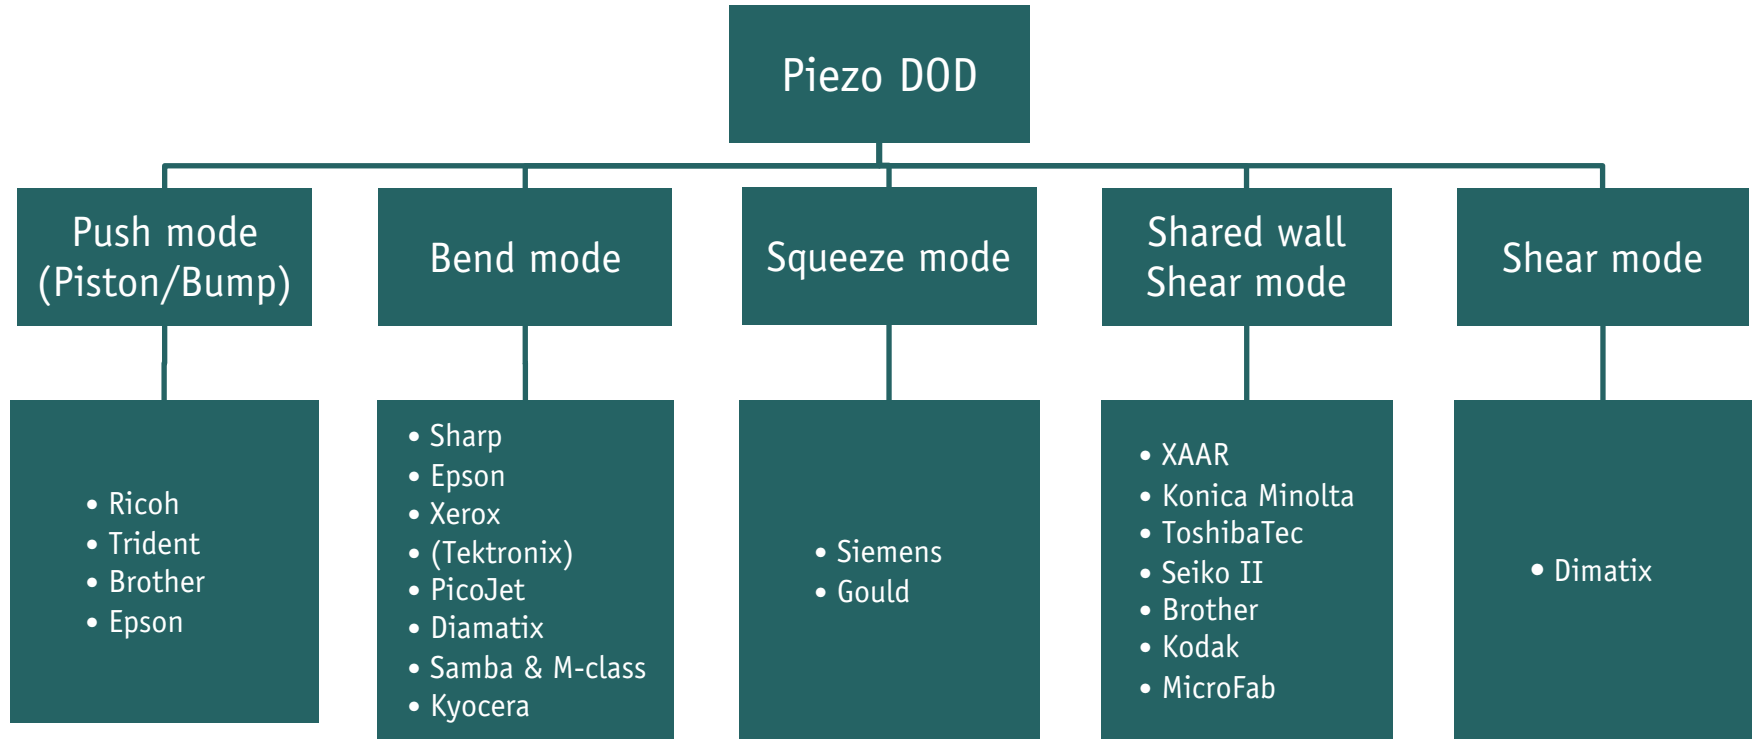 Piezo DOD
Push mode
(Piston/Bump)
Bend mode
Squeeze mode
Shared wall
Shear mode
Shear mode
• Ricoh
• Trident
• Brother
• Epson
• Sharp
• Epson
• Xerox
• (Tektronix)
• PicoJet
• Diamatix
• Samba & M-class
• Kyocera
• Siemens
• Gould
• XAAR
• Konica Minolta
• ToshibaTec
• Seiko II
• Brother
• Kodak
• MicroFab
• Dimatix